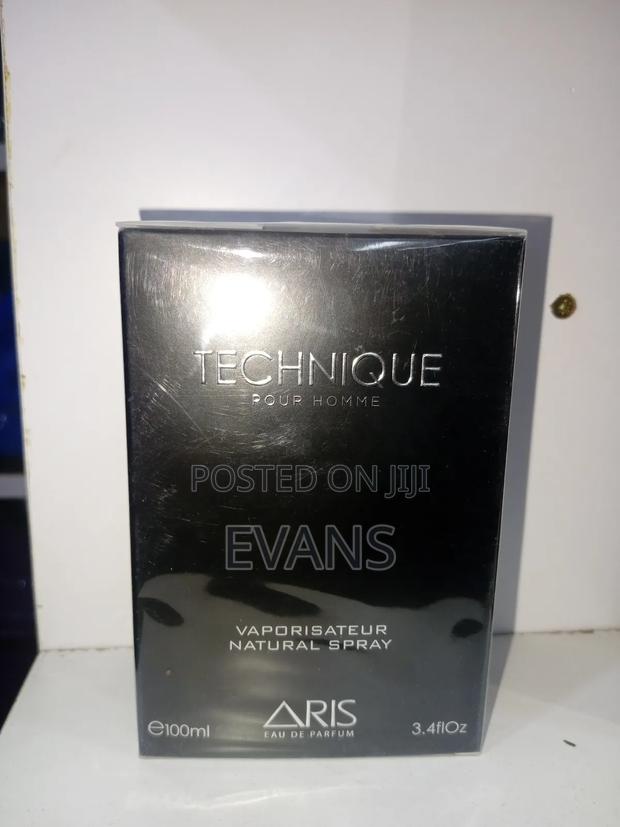 TECHNIQUE
POUR HOMME
POSTED ON JIJI
EVANS
VAPORISATEUR
NATURAL SPRAY
ARIS
EAU DE PARFUM
e100ml
3.4flOz